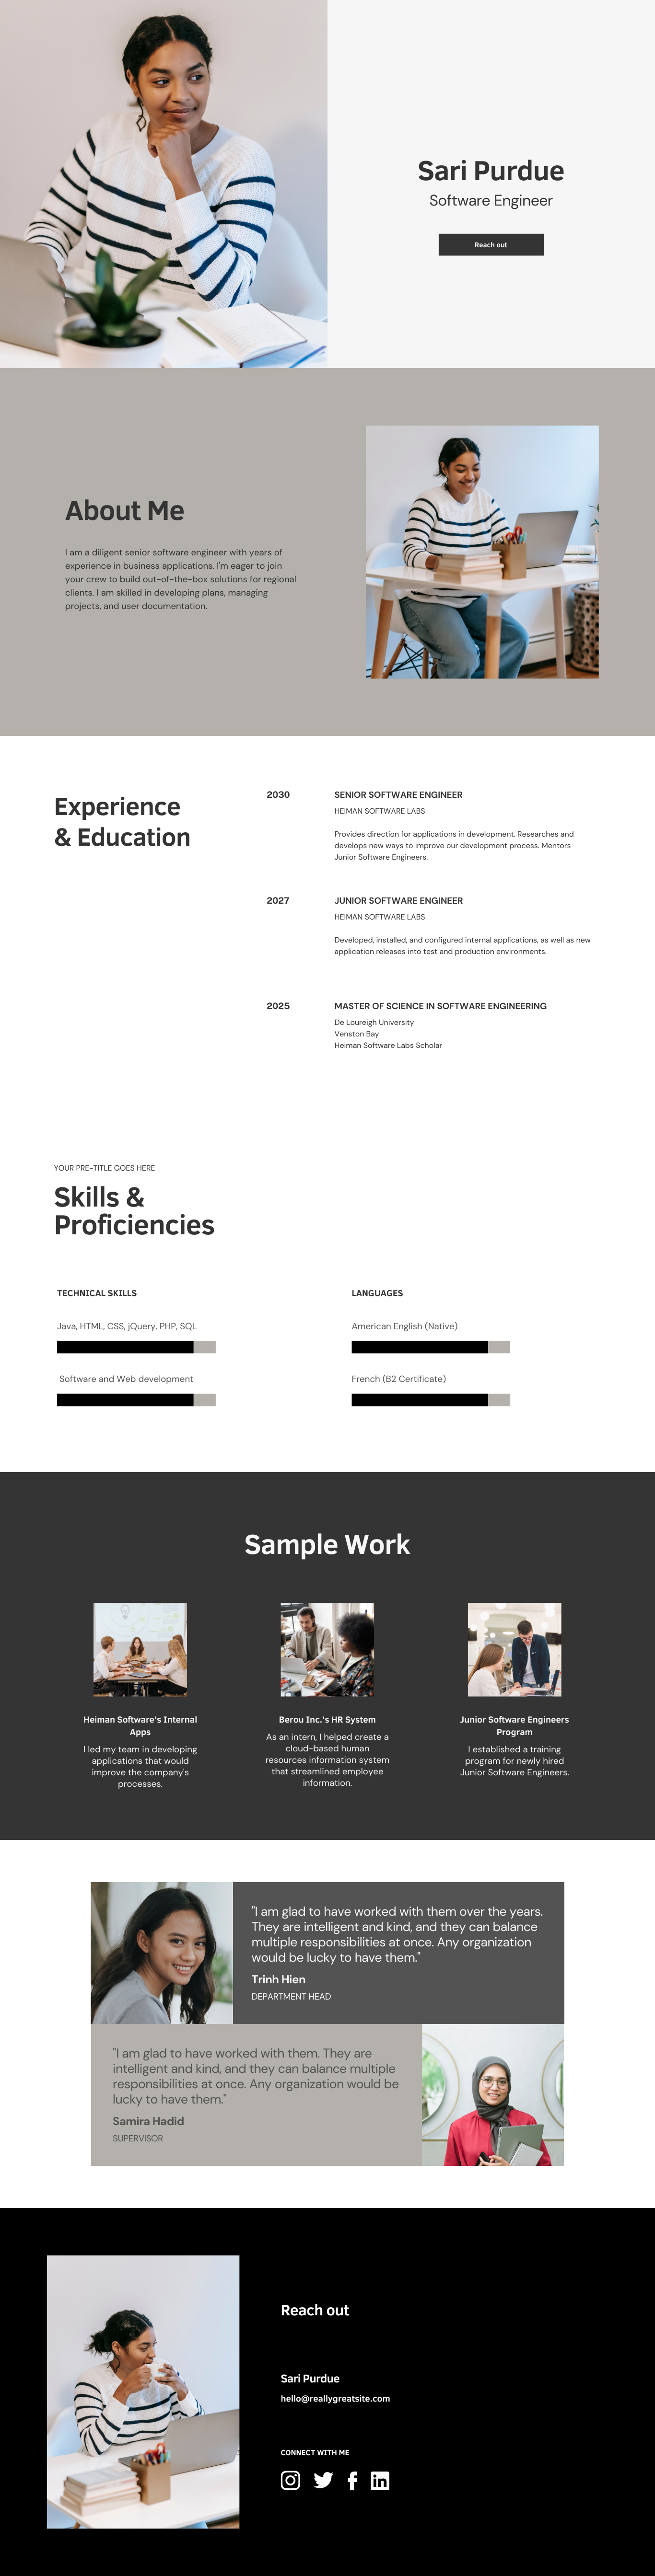 Sari Purdue
Software Engineer
Reach out
About Me
I am a diligent senior software engineer with years of
experience in business applications. I'm eager to join
your crew to build out-of-the-box solutions for regional
clients. I am skilled in developing plans, managing
projects, and user documentation.
Experience
& Education
2030
SENIOR SOFTWARE ENGINEER
HEIMAN SOFTWARE LABS
Provides direction for applications in development. Researches and
develops new ways to improve our development process. Mentors
Junior Software Engineers.
2027
JUNIOR SOFTWARE ENGINEER
HEIMAN SOFTWARE LABS
Developed, installed, and configured internal applications, as well as new
application releases into test and production environments.
2025
MASTER OF SCIENCE IN SOFTWARE ENGINEERING
De Loureigh University
Venston Bay
Heiman Software Labs Scholar
YOUR PRE-TITLE GOES HERE
Skills &
Proficiencies
TECHNICAL SKILLS
Java, HTML, CSS, jQuery, PHP, SQL
Software and Web development
LANGUAGES
American English (Native)
French (B2 Certificate)
Sample Work
Heiman Software's Internal
Apps
I led my team in developing
applications that would
improve the company's
processes.
Berou Inc.'s HR System
As an intern, I helped create a
cloud-based human
resources information system
that streamlined employee
information.
Junior Software Engineers
Program
I established a training
program for newly hired
Junior Software Engineers.
"I am glad to have worked with them over the years.
They are intelligent and kind, and they can balance
multiple responsibilities at once. Any organization
would be lucky to have them."
Trinh Hien
DEPARTMENT HEAD
"I am glad to have worked with them. They are
intelligent and kind, and they can balance multiple
responsibilities at once. Any organization would be
lucky to have them."
Samira Hadid
SUPERVISOR
Reach out
Sari Purdue
hello@reallygreatsite.com
CONNECT WITH ME